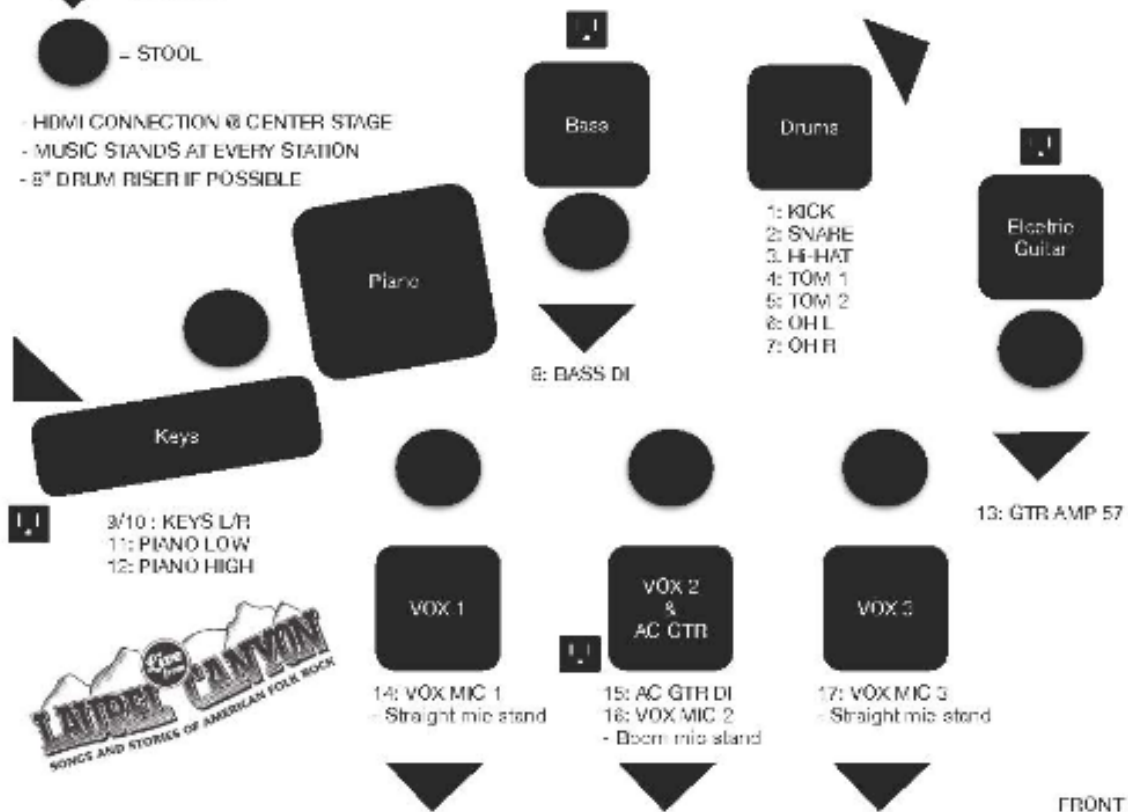 = STOOL
- HDMI CONNECTION @ CENTER STAGE
- MUSIC STANDS AT EVERY STATION
- 8" DRUM RISER IF POSSIBLE
Bass
Drums
1: KICK
2: SNARE
3. Hi-HAT
4: TOM 1
5: TOM 2
6: OH L
7: OH R
Electric
Guitar
Piano
8: BASS DI
Keys
9/10 : KEYS L/R
11: PIANO LOW
12: PIANO HIGH
13: GTR AMP 57
VOX 1
VOX 2
&
AC GTR
VOX 3
14: VOX MIC 1
- Straight mic stand
15: AC GTR DI
16: VOX MIC 2
- Boom mic stand
17: VOX MIC 3
- Straight mic stand
Live
from
LAUREL CANYON
SONGS AND STORIES OF AMERICAN FOLK ROCK
FRONT